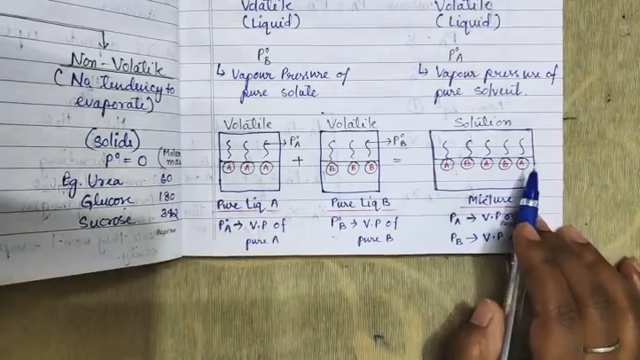 Non-Volatile
(No tendency to
evaporate)
(solids)
P° = 0 (Molar
mass
Eg. Urea 60
Glucose 180
Sucrose 342
Volatile
(Liquid)
P°B
↳ Vapour Pressure of
pure solute
Volatile
(Liquid)
P°A
↳ Vapour pressure of
pure solvent.
Volatile
→P°A
A A A
+
Volatile
→P°B
B B B
=
Solution
A B A B A
Pure Liq A
P°A → V.P of
pure A
Pure Liq B
P°B → V.P of
pure B
Mixture
PA → V.P of
PB → V.P